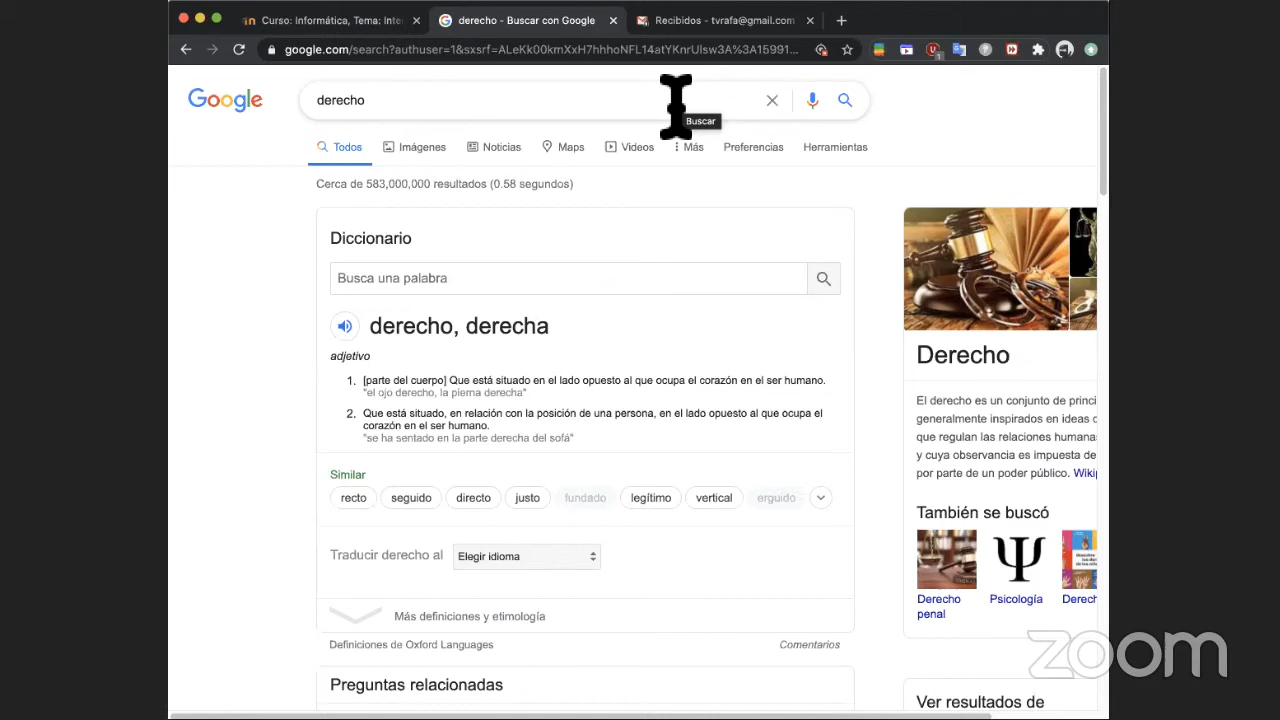 Curso: Informática, Tema: Inte
derecho - Buscar con Google
Recibidos - tvrafa@gmail.com
google.com/search?authuser=1&sxsrf=ALeKk00kmXxH7hhhoNFL14atYKnrUlsw3A%3A15991...
Google
derecho
Buscar
Todos
Imágenes
Noticias
Maps
Videos
Más
Preferencias
Herramientas
Cerca de 583,000,000 resultados (0.58 segundos)
Diccionario
Busca una palabra
derecho, derecha
adjetivo
1. [parte del cuerpo] Que está situado en el lado opuesto al que ocupa el corazón en el ser humano.
"el ojo derecho, la pierna derecha"
2. Que está situado, en relación con la posición de una persona, en el lado opuesto al que ocupa el
corazón en el ser humano.
"se ha sentado en la parte derecha del sofá"
Similar
recto
seguido
directo
justo
fundado
legítimo
vertical
erguido
Traducir derecho al
Elegir idioma
Más definiciones y etimología
Definiciones de Oxford Languages
Comentarios
Preguntas relacionadas
Derecho
El derecho es un conjunto de princi
generalmente inspirados en ideas d
que regulan las relaciones humanas
y cuya observancia es impuesta de
por parte de un poder público. Wikip
También se buscó
Derecho
penal
Psicología
Derech
Ver resultados de
zoom